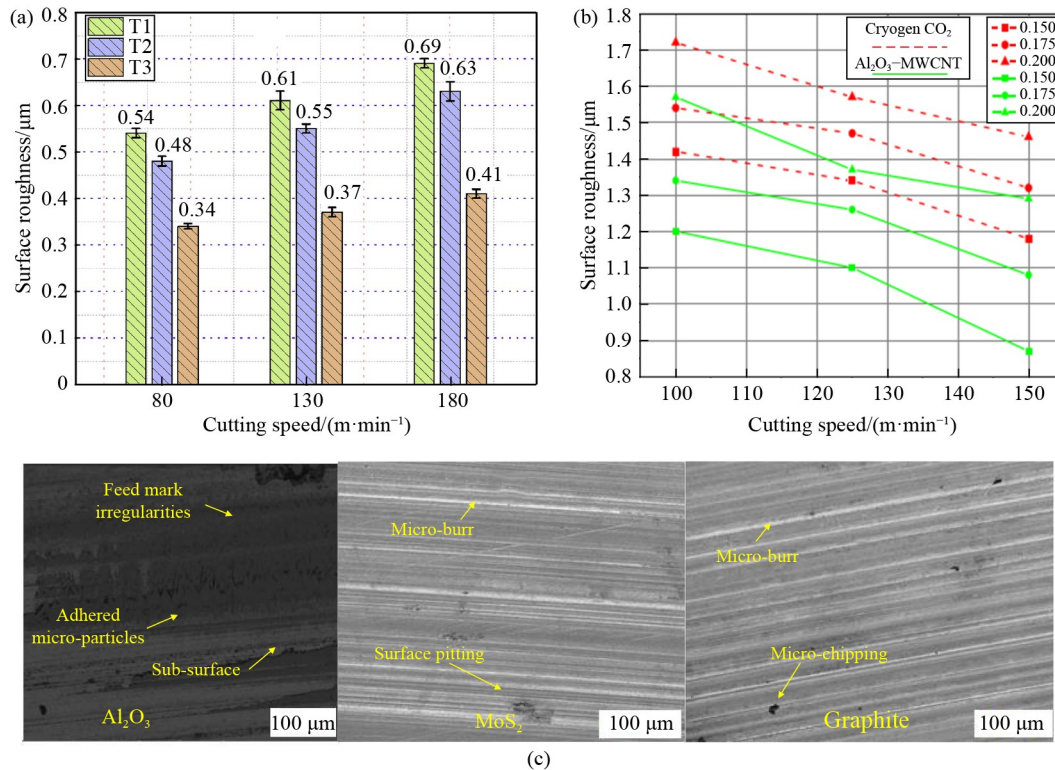 (a)
0.8
0.7
0.6
0.5
0.4
0.3
0.2
0.1
0
Surface roughness/μm
T1
T2
T3
0.54
0.48
0.34
0.61
0.55
0.37
0.69
0.63
0.41
80
130
180
Cutting speed/(m·min⁻¹)
(b)
1.8
1.7
1.6
1.5
1.4
1.3
1.2
1.1
1.0
0.9
0.8
Surface roughness/μm
Cryogen CO₂
Al₂O₃−MWCNT
0.150
0.175
0.200
0.150
0.175
0.200
100
110
120
130
140
150
Cutting speed/(m·min⁻¹)
Feed mark
irregularities
Adhered
micro-particles
Sub-surface
Al₂O₃
100 μm
Micro-burr
Surface pitting
MoS₂
100 μm
Micro-burr
Micro-chipping
Graphite
100 μm
(c)